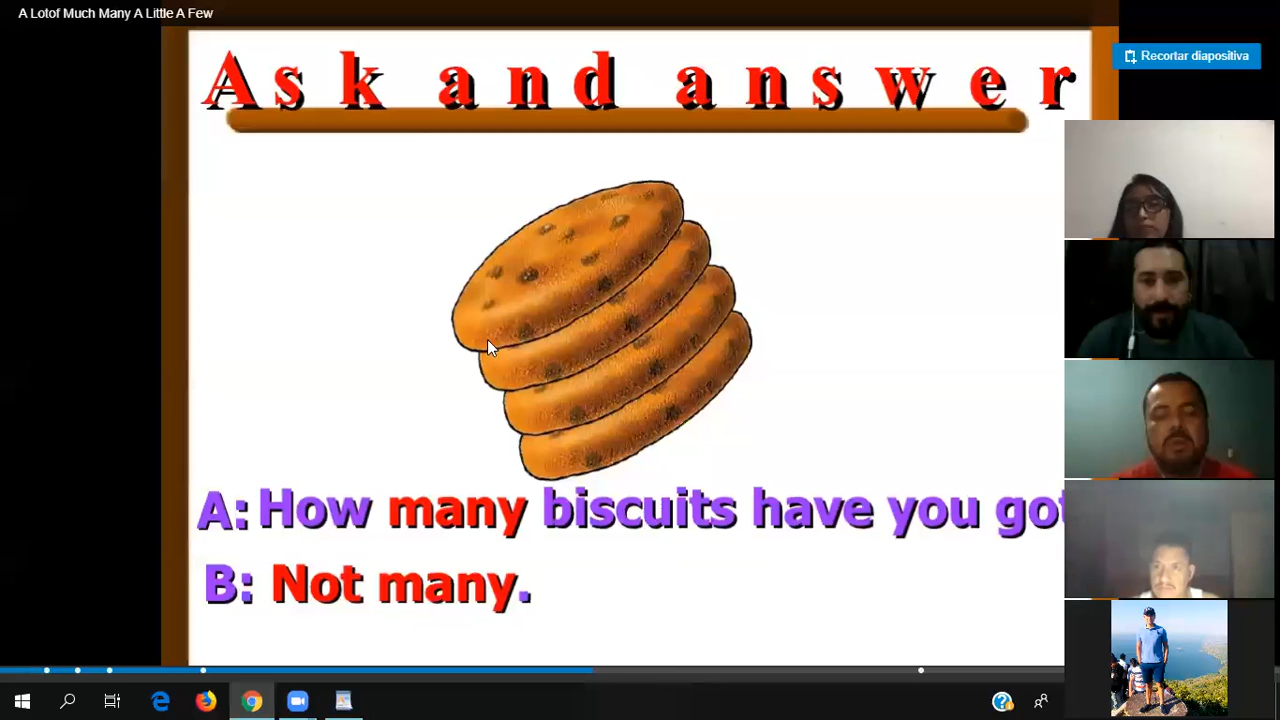 A Lotof Much Many A Little A Few
Recortar diapositiva
Ask and answer
A: How many biscuits have you got
B: Not many.